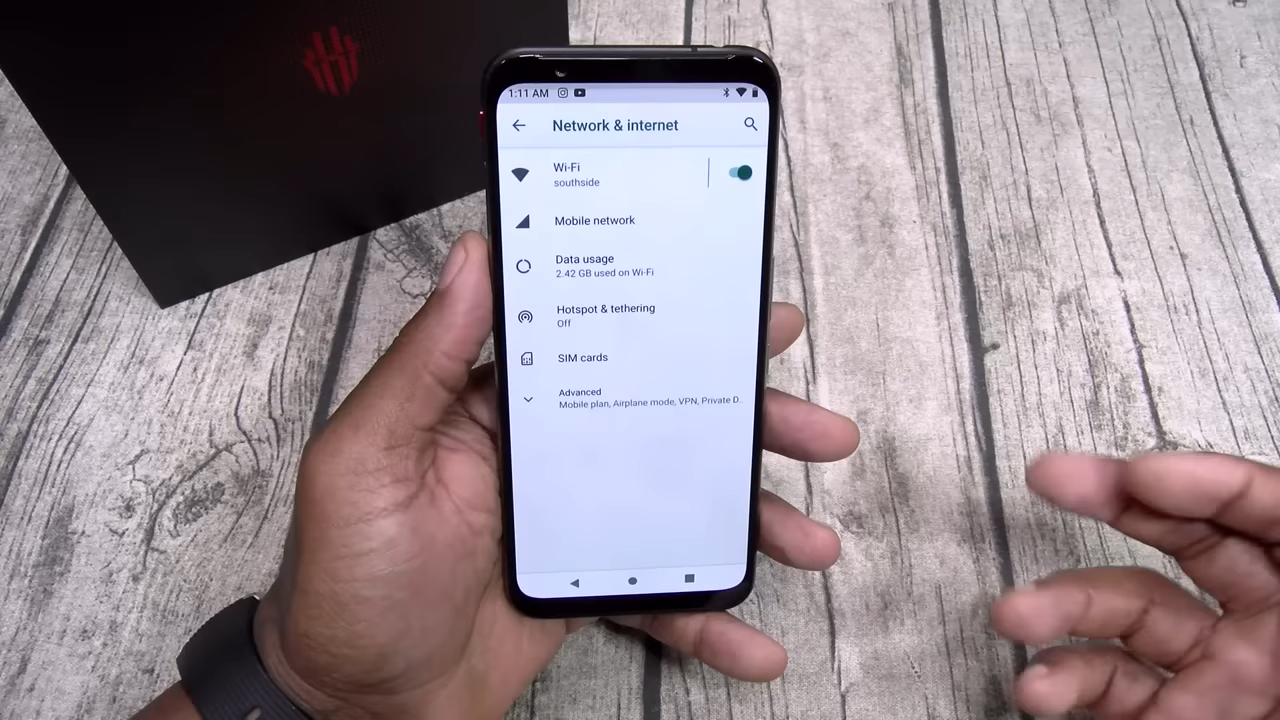 1:11 AM
Network & internet
Wi-Fi
southside
Mobile network
Data usage
2.42 GB used on Wi-Fi
Hotspot & tethering
Off
SIM cards
Advanced
Mobile plan, Airplane mode, VPN, Private D..